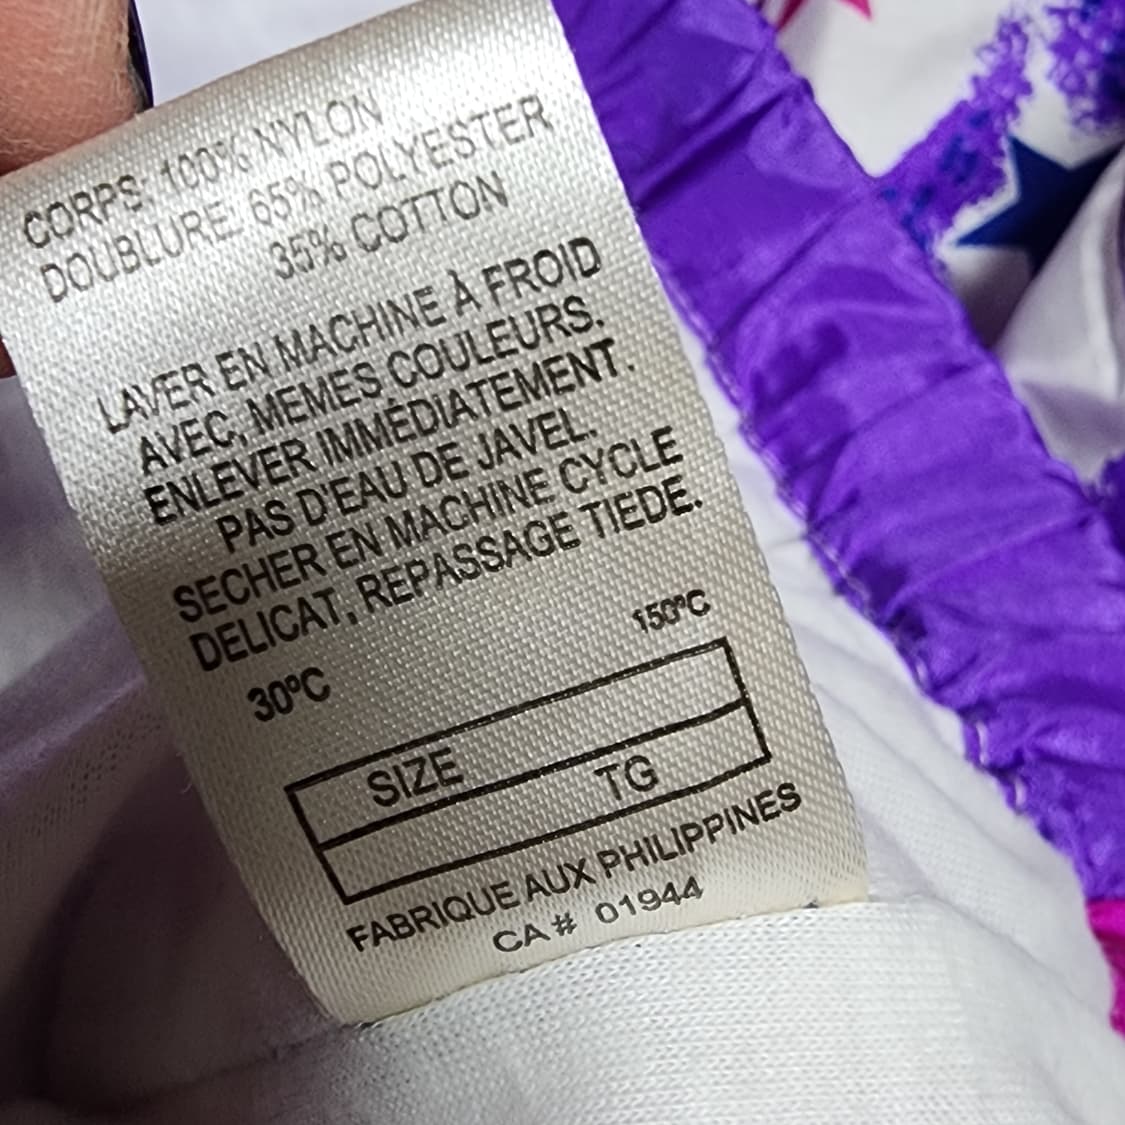 CORPS: 100% NYLON
DOUBLURE: 65% POLYESTER
35% COTTON
LAVER EN MACHINE À FROID
AVEC, MEMES COULEURS.
ENLEVER IMMÉDIATEMENT.
PAS D'EAU DE JAVEL.
SECHER EN MACHINE CYCLE
DELICAT, REPASSAGE TIEDE.
30°C 150°C
SIZE TG
FABRIQUE AUX PHILIPPINES
CA# 01944